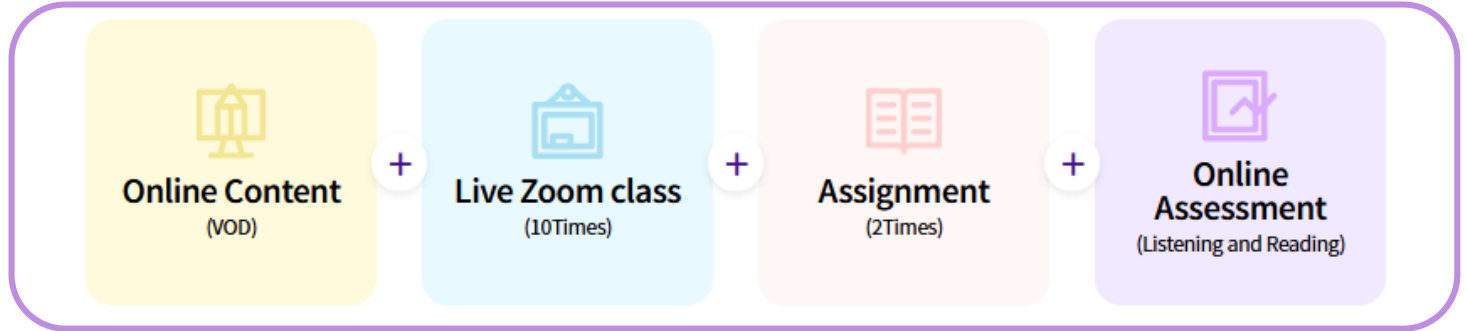 Online Content
(VOD)
+
Live Zoom class
(10Times)
+
Assignment
(2Times)
+
Online
Assessment
(Listening and Reading)